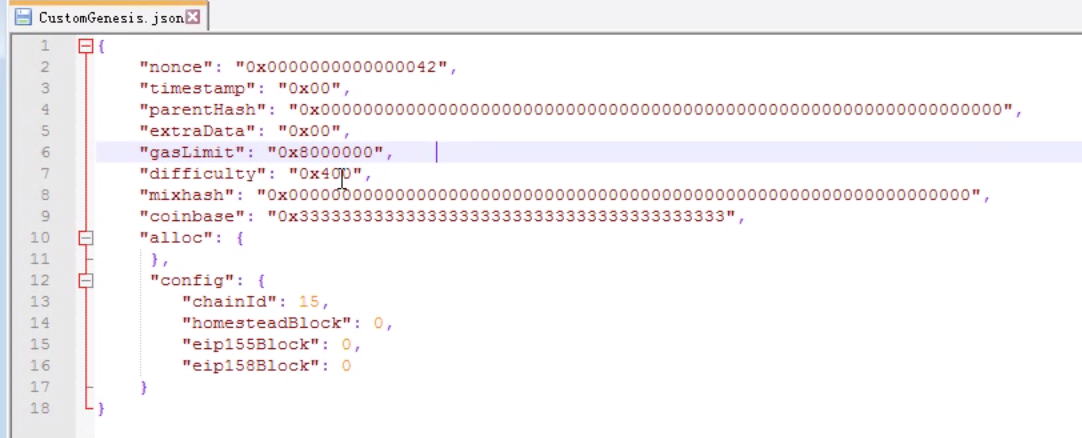 CustomGenesis.json
1 {
2 "nonce": "0x0000000000000042",
3 "timestamp": "0x00",
4 "parentHash": "0x0000000000000000000000000000000000000000000000000000000000000000",
5 "extraData": "0x00",
6 "gasLimit": "0x8000000",
7 "difficulty": "0x400",
8 "mixhash": "0x0000000000000000000000000000000000000000000000000000000000000000",
9 "coinbase": "0x3333333333333333333333333333333333333333",
10 "alloc": {
11 },
12 "config": {
13 "chainId": 15,
14 "homesteadBlock": 0,
15 "eip155Block": 0,
16 "eip158Block": 0
17 }
18 }